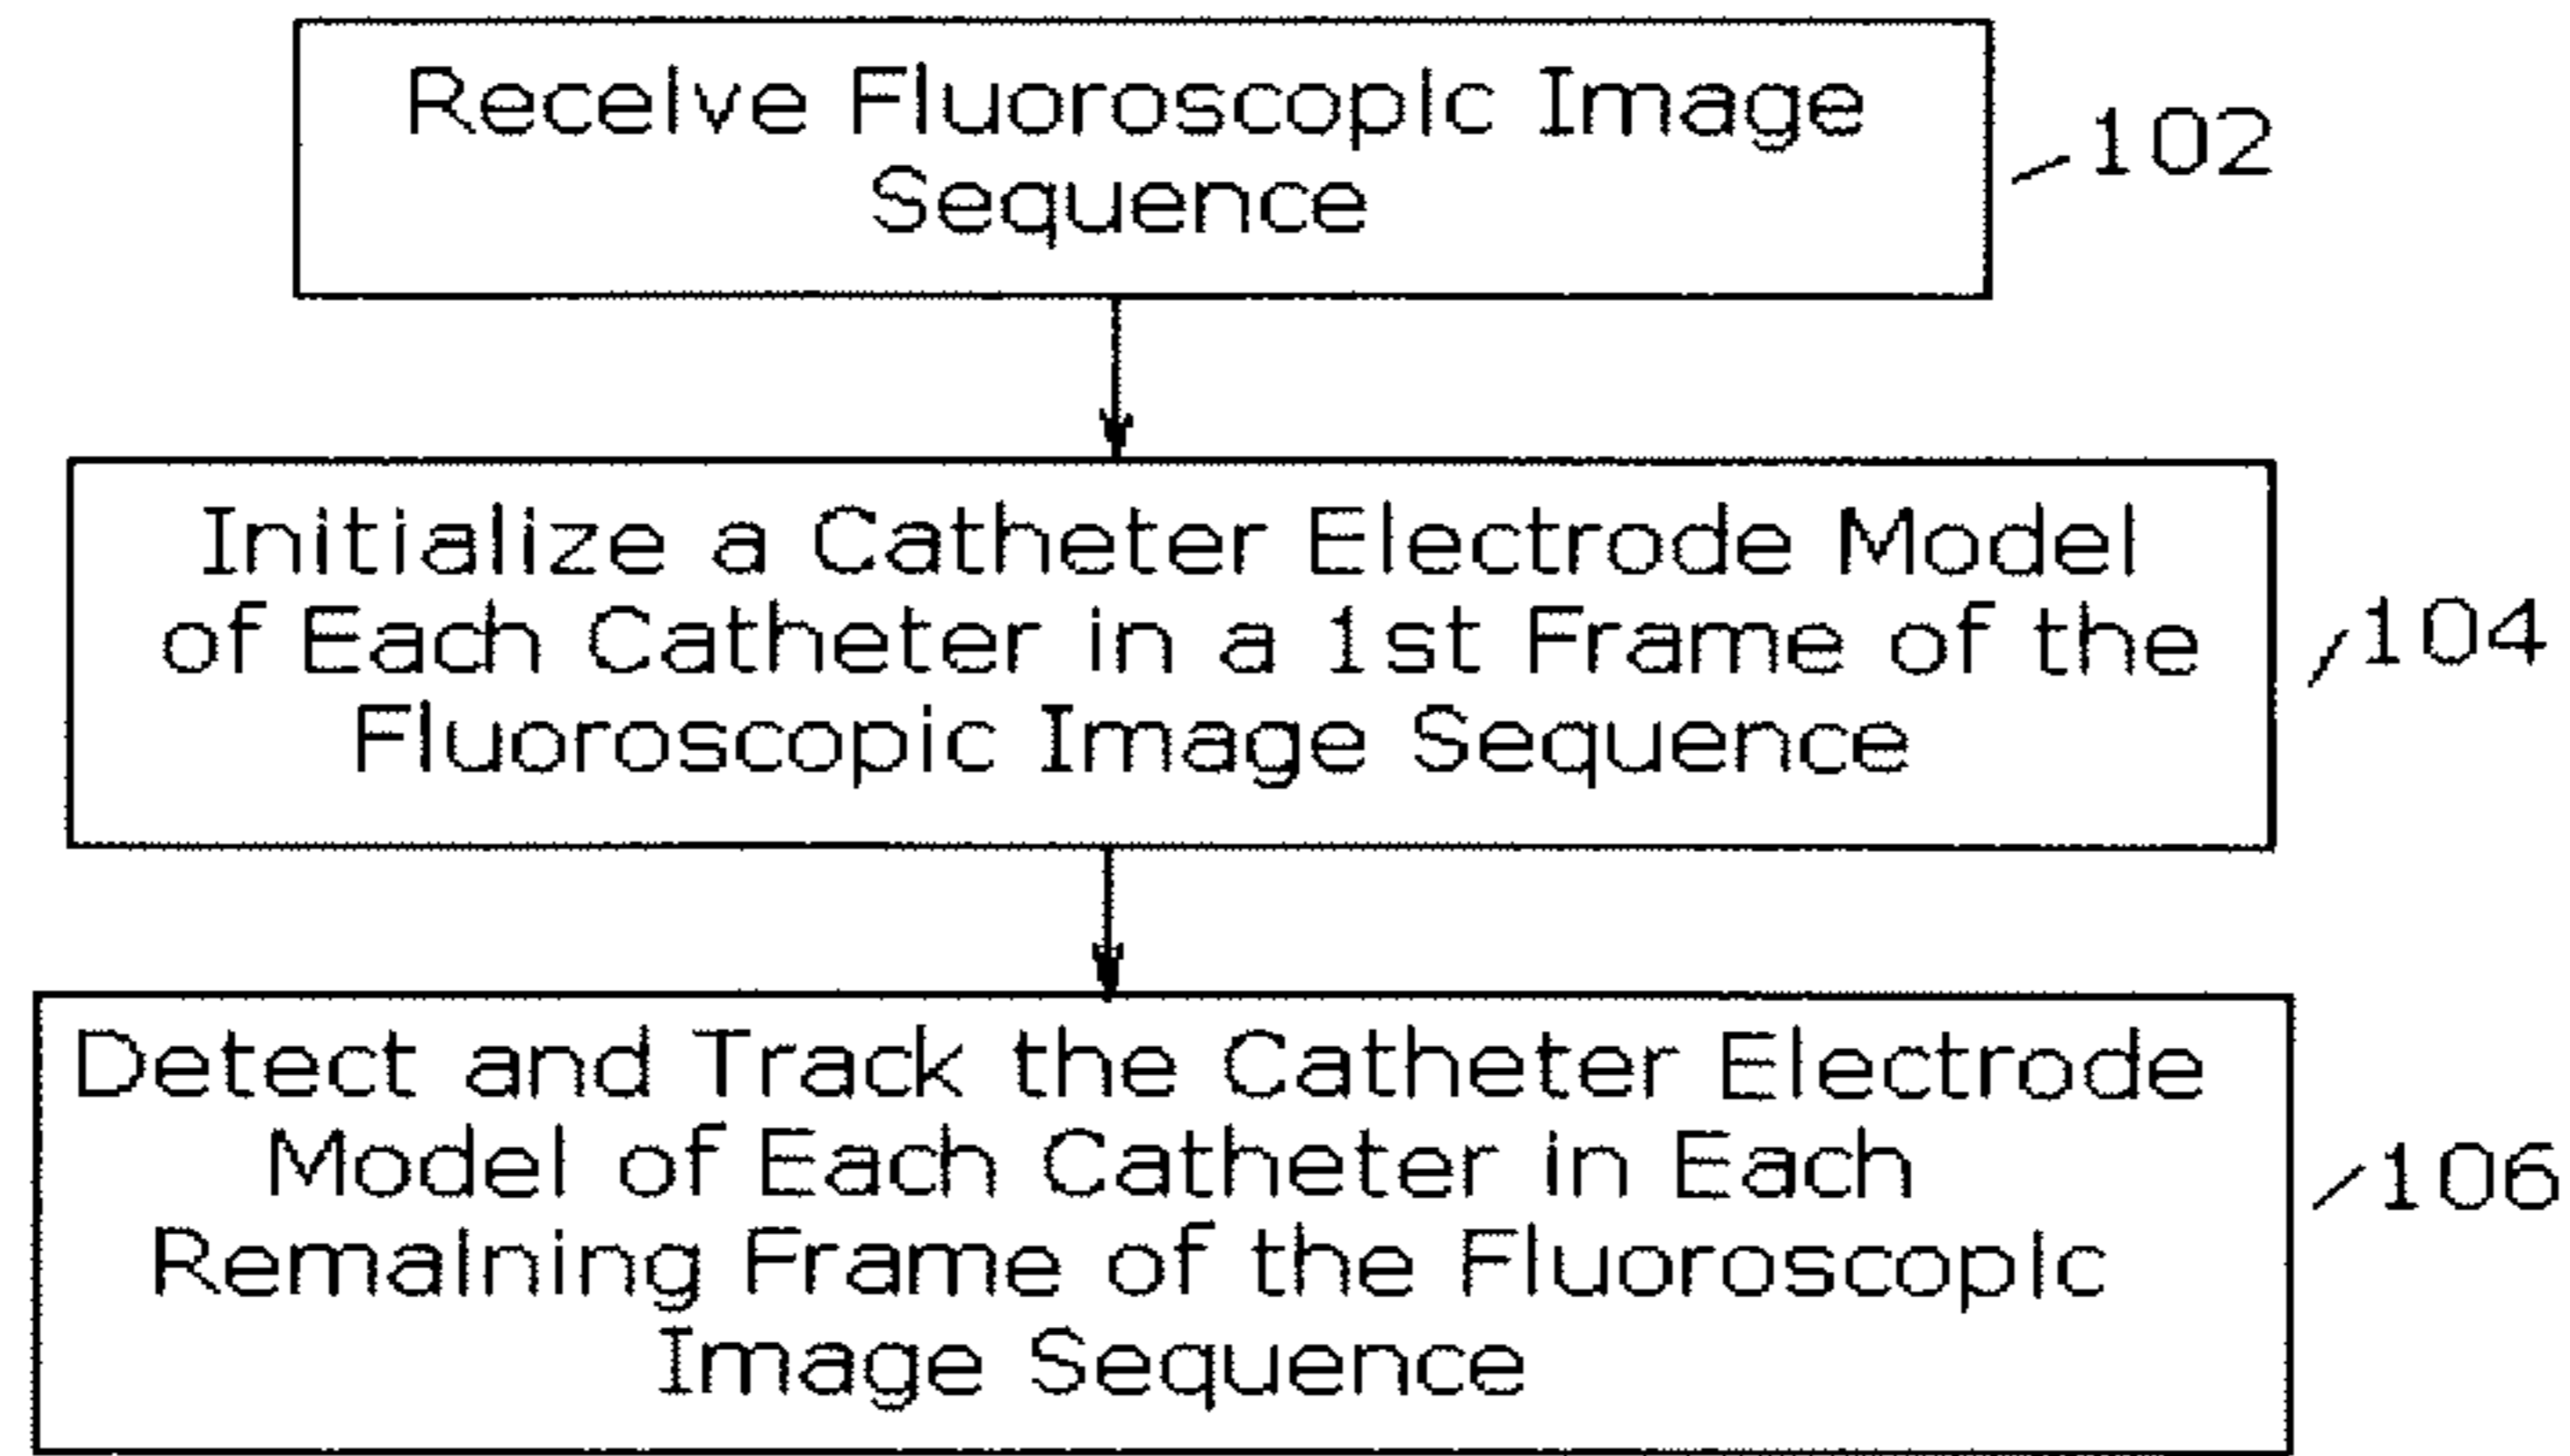 Receive Fluoroscopic Image
Sequence
102
Initialize a Catheter Electrode Model
of Each Catheter in a 1st Frame of the
Fluoroscopic Image Sequence
104
Detect and Track the Catheter Electrode
Model of Each Catheter in Each
Remaining Frame of the Fluoroscopic
Image Sequence
106